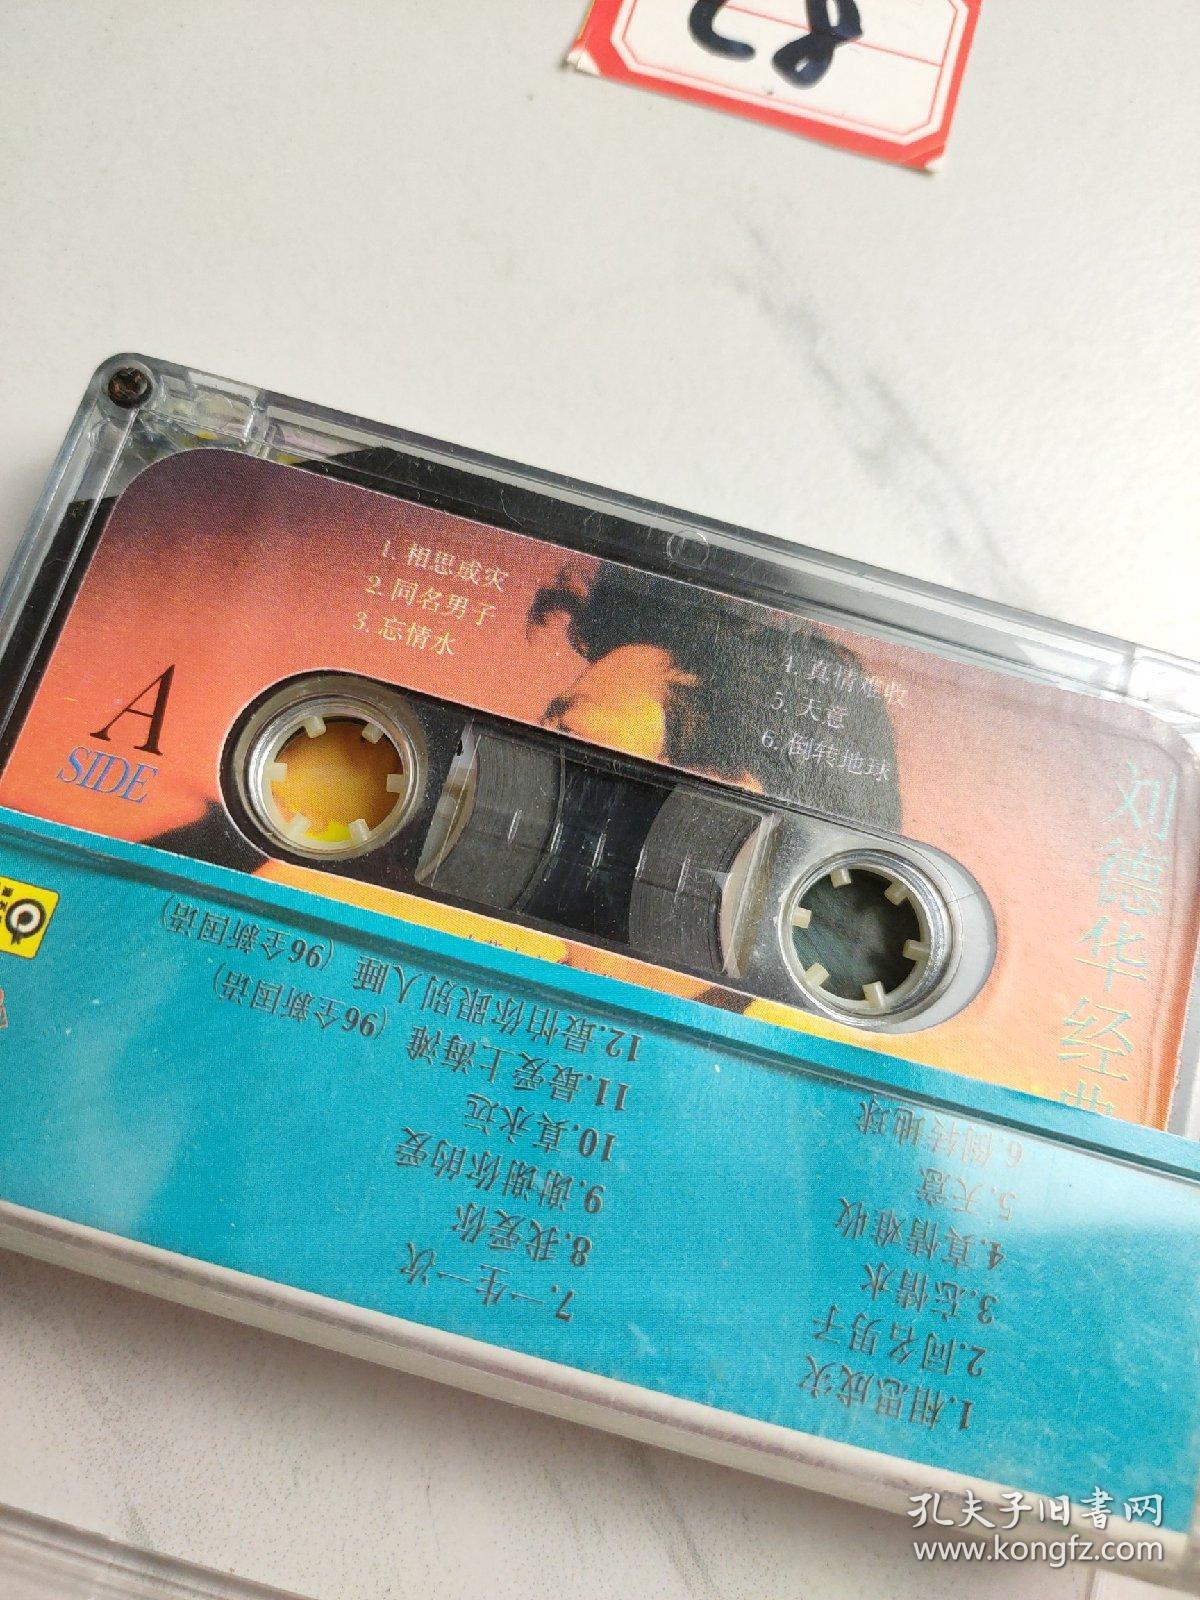 28
1. 相思成灾
2. 同名男子
3. 忘情水
4. 真情难收
5. 天意
6. 倒转地球
A
SIDE
刘德华经典
1.相思成灾
2.同名男子
3.忘情水
4.真情难收
5.天意
6.倒转地球
7.一生一次
8.我爱你
9.谢谢你的爱
10.真永远
11.最爱上海滩 (96全新国语)
12.最怕你跟别人睡 (96全新国语)
孔夫子旧书网
www.kongfz.com